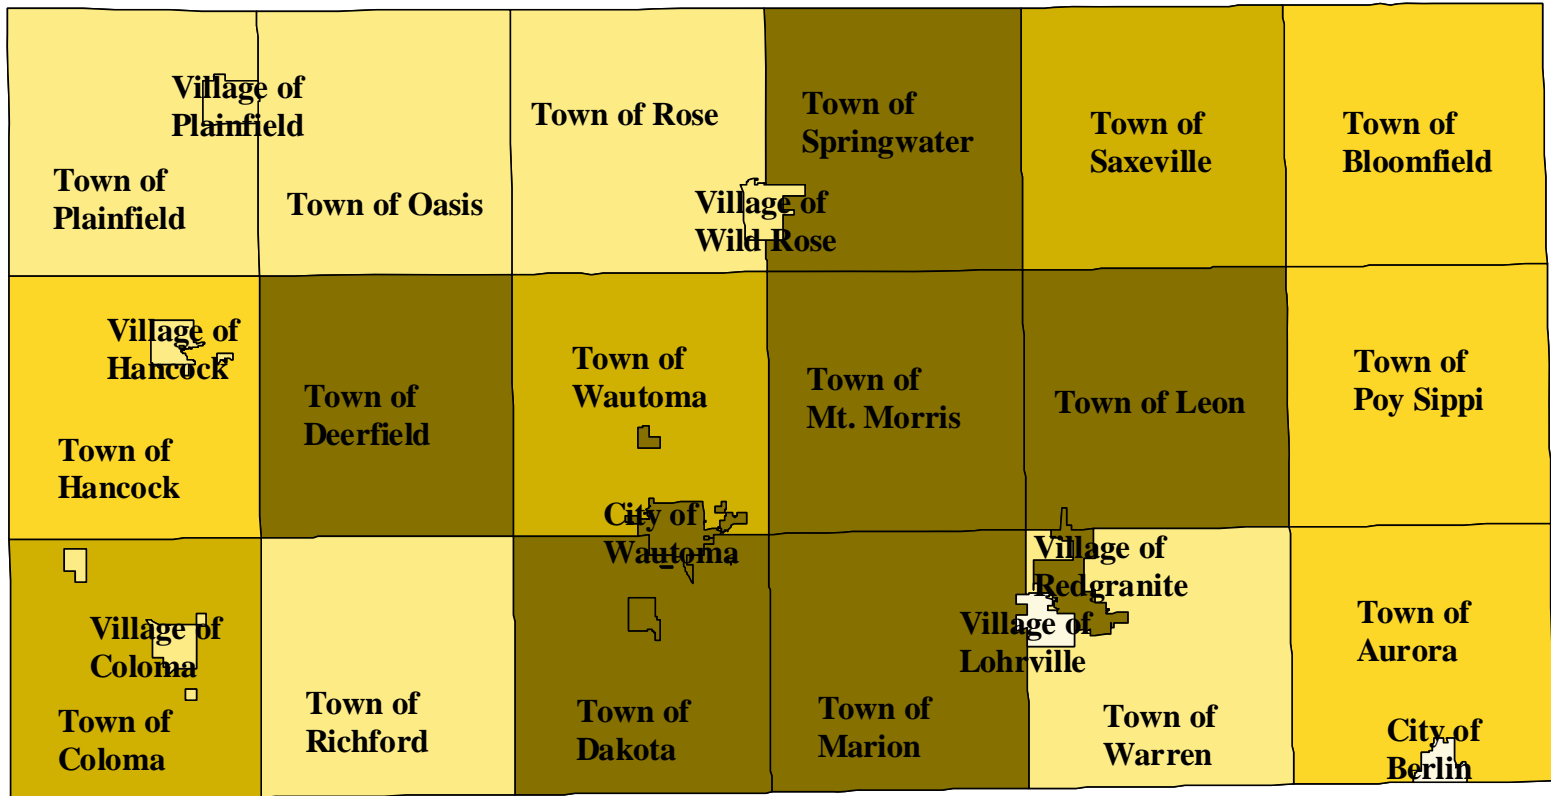 Village of
Plainfield
Town of
Plainfield
Town of Oasis
Town of Rose
Village of
Wild Rose
Town of
Springwater
Town of
Saxeville
Town of
Bloomfield
Village of
Hancock
Town of
Hancock
Town of
Deerfield
Town of
Wautoma
City of
Wautoma
Town of
Mt. Morris
Town of Leon
Town of
Poy Sippi
Village of
Coloma
Town of
Coloma
Town of
Richford
Town of
Dakota
Town of
Marion
Village of
Redgranite
Village of
Lohrville
Town of
Warren
Town of
Aurora
City of
Berlin